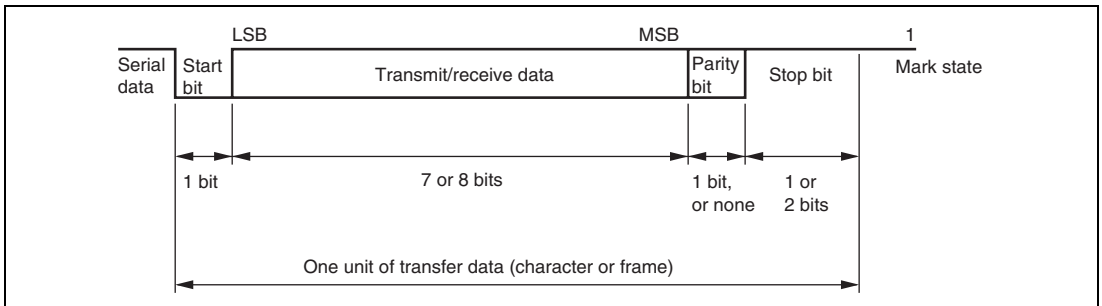 LSB
MSB
1
Serial
data
Start
bit
Transmit/receive data
Parity
bit
Stop bit
Mark state
1 bit
7 or 8 bits
1 bit,
or none
1 or
2 bits
One unit of transfer data (character or frame)